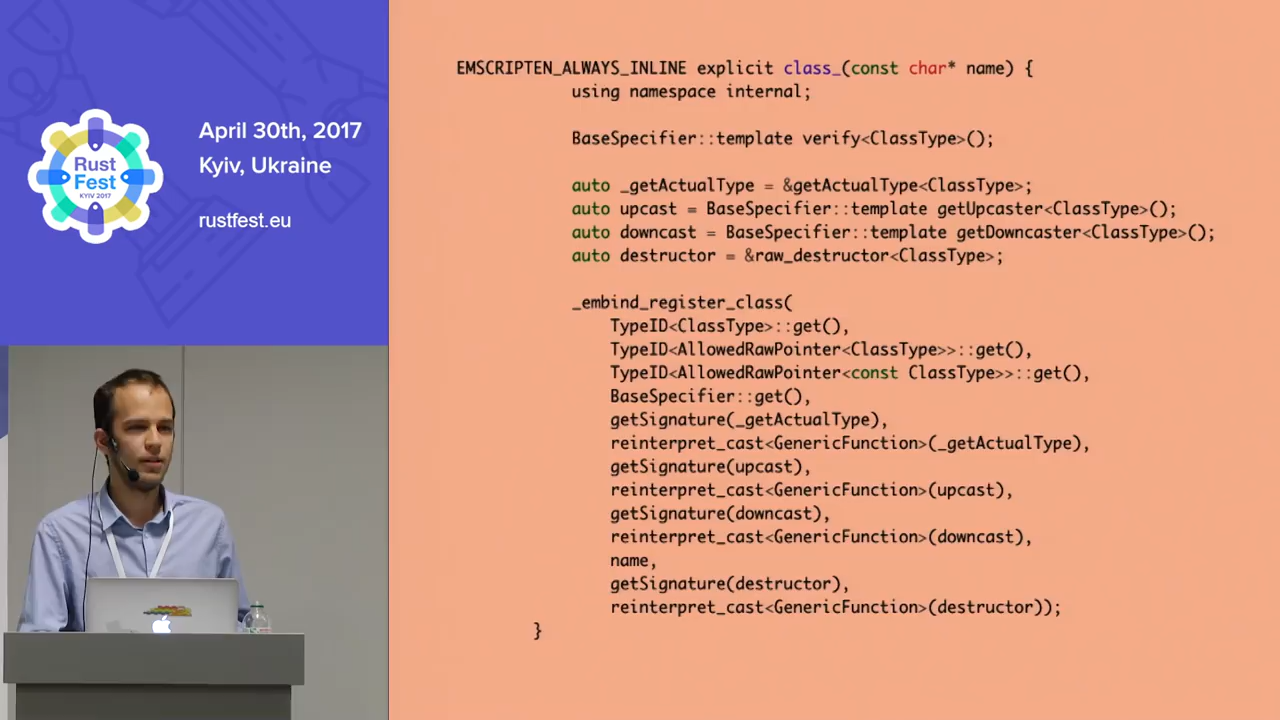 April 30th, 2017
Kyiv, Ukraine
rustfest.eu
Rust
Fest
KYIV 2017
EMSCRIPTEN_ALWAYS_INLINE explicit class_(const char* name) {
using namespace internal;
BaseSpecifier::template verify<ClassType>();
auto _getActualType = &getActualType<ClassType>;
auto upcast = BaseSpecifier::template getUpcaster<ClassType>();
auto downcast = BaseSpecifier::template getDowncaster<ClassType>();
auto destructor = &raw_destructor<ClassType>;
_embind_register_class(
TypeID<ClassType>::get(),
TypeID<AllowedRawPointer<ClassType>>::get(),
TypeID<AllowedRawPointer<const ClassType>>::get(),
BaseSpecifier::get(),
getSignature(_getActualType),
reinterpret_cast<GenericFunction>(_getActualType),
getSignature(upcast),
reinterpret_cast<GenericFunction>(upcast),
getSignature(downcast),
reinterpret_cast<GenericFunction>(downcast),
name,
getSignature(destructor),
reinterpret_cast<GenericFunction>(destructor));
}